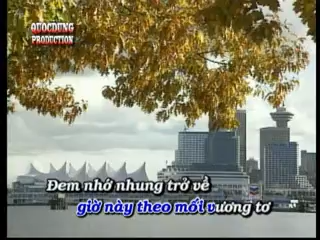 QUOCDUNG
PRODUCTION
Đem nhớ nhung trở về
giờ này theo mối vương tơ